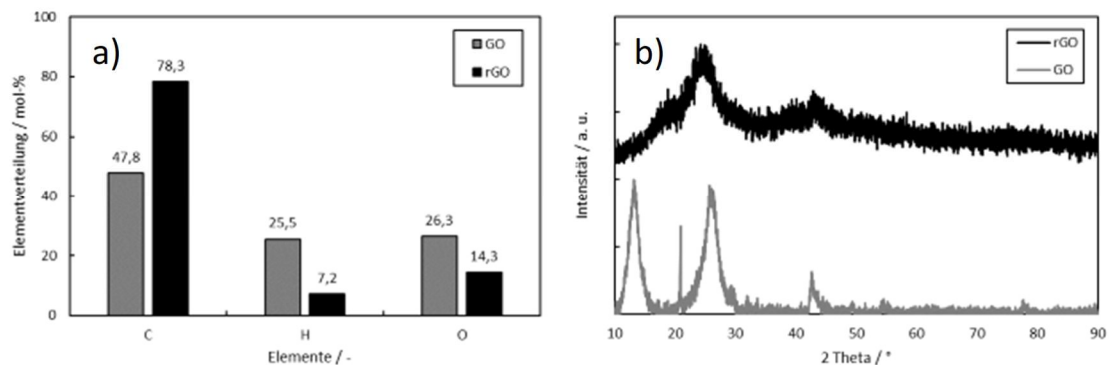 a)
GO
rGO
Elementverteilung / mol-%
100
80
60
40
20
0
47,8
78,3
25,5
7,2
26,3
14,3
C
H
O
Elemente / -
b)
rGO
GO
Intensität / a. u.
10
20
30
40
50
60
70
80
90
2 Theta / °